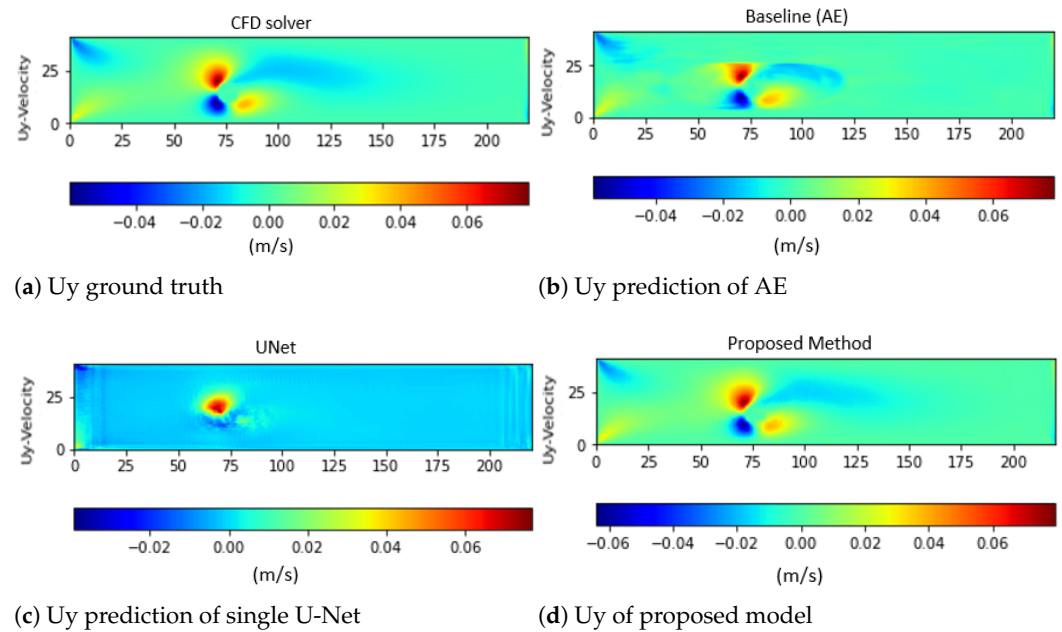 CFD solver
Uy-Velocity
25
0
0 25 50 75 100 125 150 175 200
−0.04 −0.02 0.00 0.02 0.04 0.06
(m/s)
(a) Uy ground truth
Baseline (AE)
Uy-Velocity
25
0
0 25 50 75 100 125 150 175 200
−0.04 −0.02 0.00 0.02 0.04 0.06
(m/s)
(b) Uy prediction of AE
UNet
Uy-Velocity
25
0
0 25 50 75 100 125 150 175 200
−0.02 0.00 0.02 0.04 0.06
(m/s)
(c) Uy prediction of single U-Net
Proposed Method
Uy-Velocity
25
0
0 25 50 75 100 125 150 175 200
−0.06 −0.04 −0.02 0.00 0.02 0.04 0.06
(m/s)
(d) Uy of proposed model